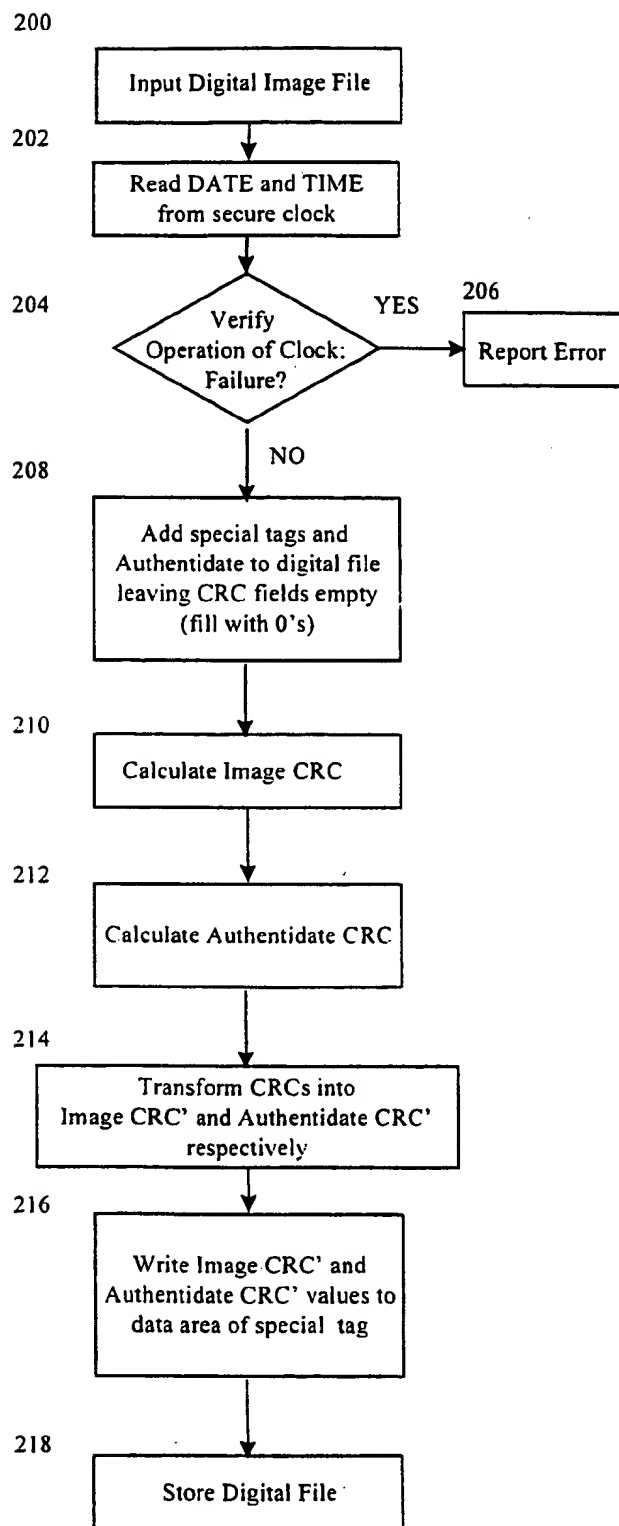 200
Input Digital Image File
202
Read DATE and TIME
from secure clock
204
Verify
Operation of Clock:
Failure?
YES
206
Report Error
NO
208
Add special tags and
Authentidate to digital file
leaving CRC fields empty
(fill with 0's)
210
Calculate Image CRC
212
Calculate Authentidate CRC
214
Transform CRCs into
Image CRC' and Authentidate CRC'
respectively
216
Write Image CRC' and
Authentidate CRC' values to
data area of special tag
218
Store Digital File